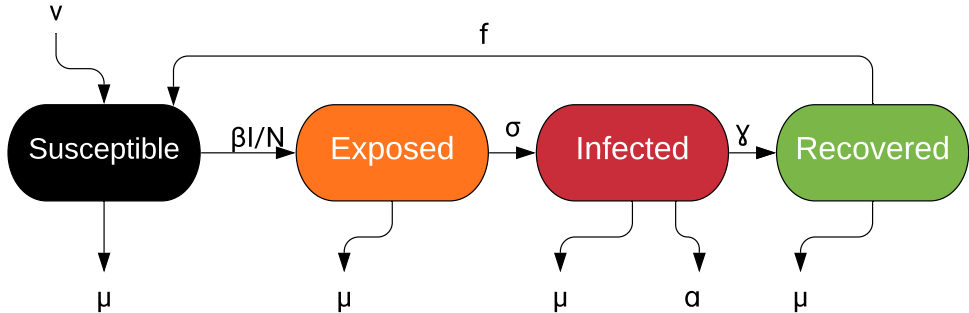 v
f
Susceptible
βI/N
Exposed
σ
Infected
ɣ
Recovered
μ
μ
μ
α
μ